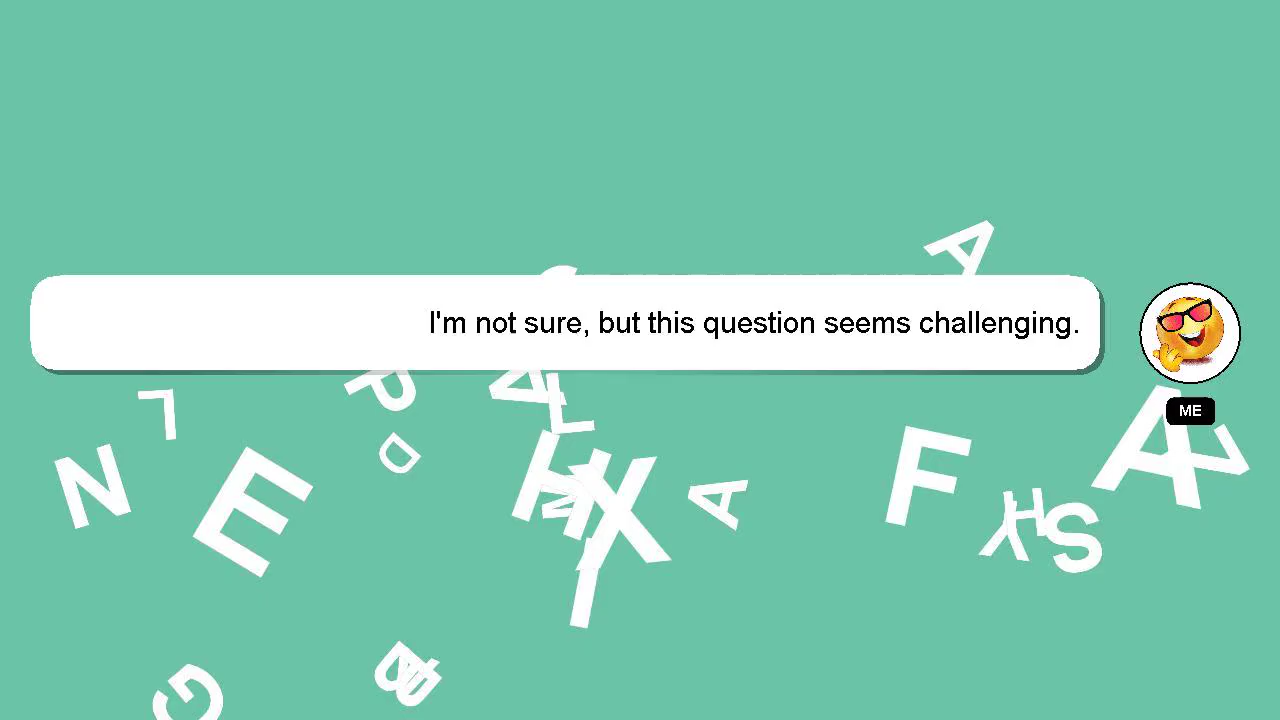 I'm not sure, but this question seems challenging.
ME
A
L
P
D
N
E
H
X
A
F
A
H
S
G